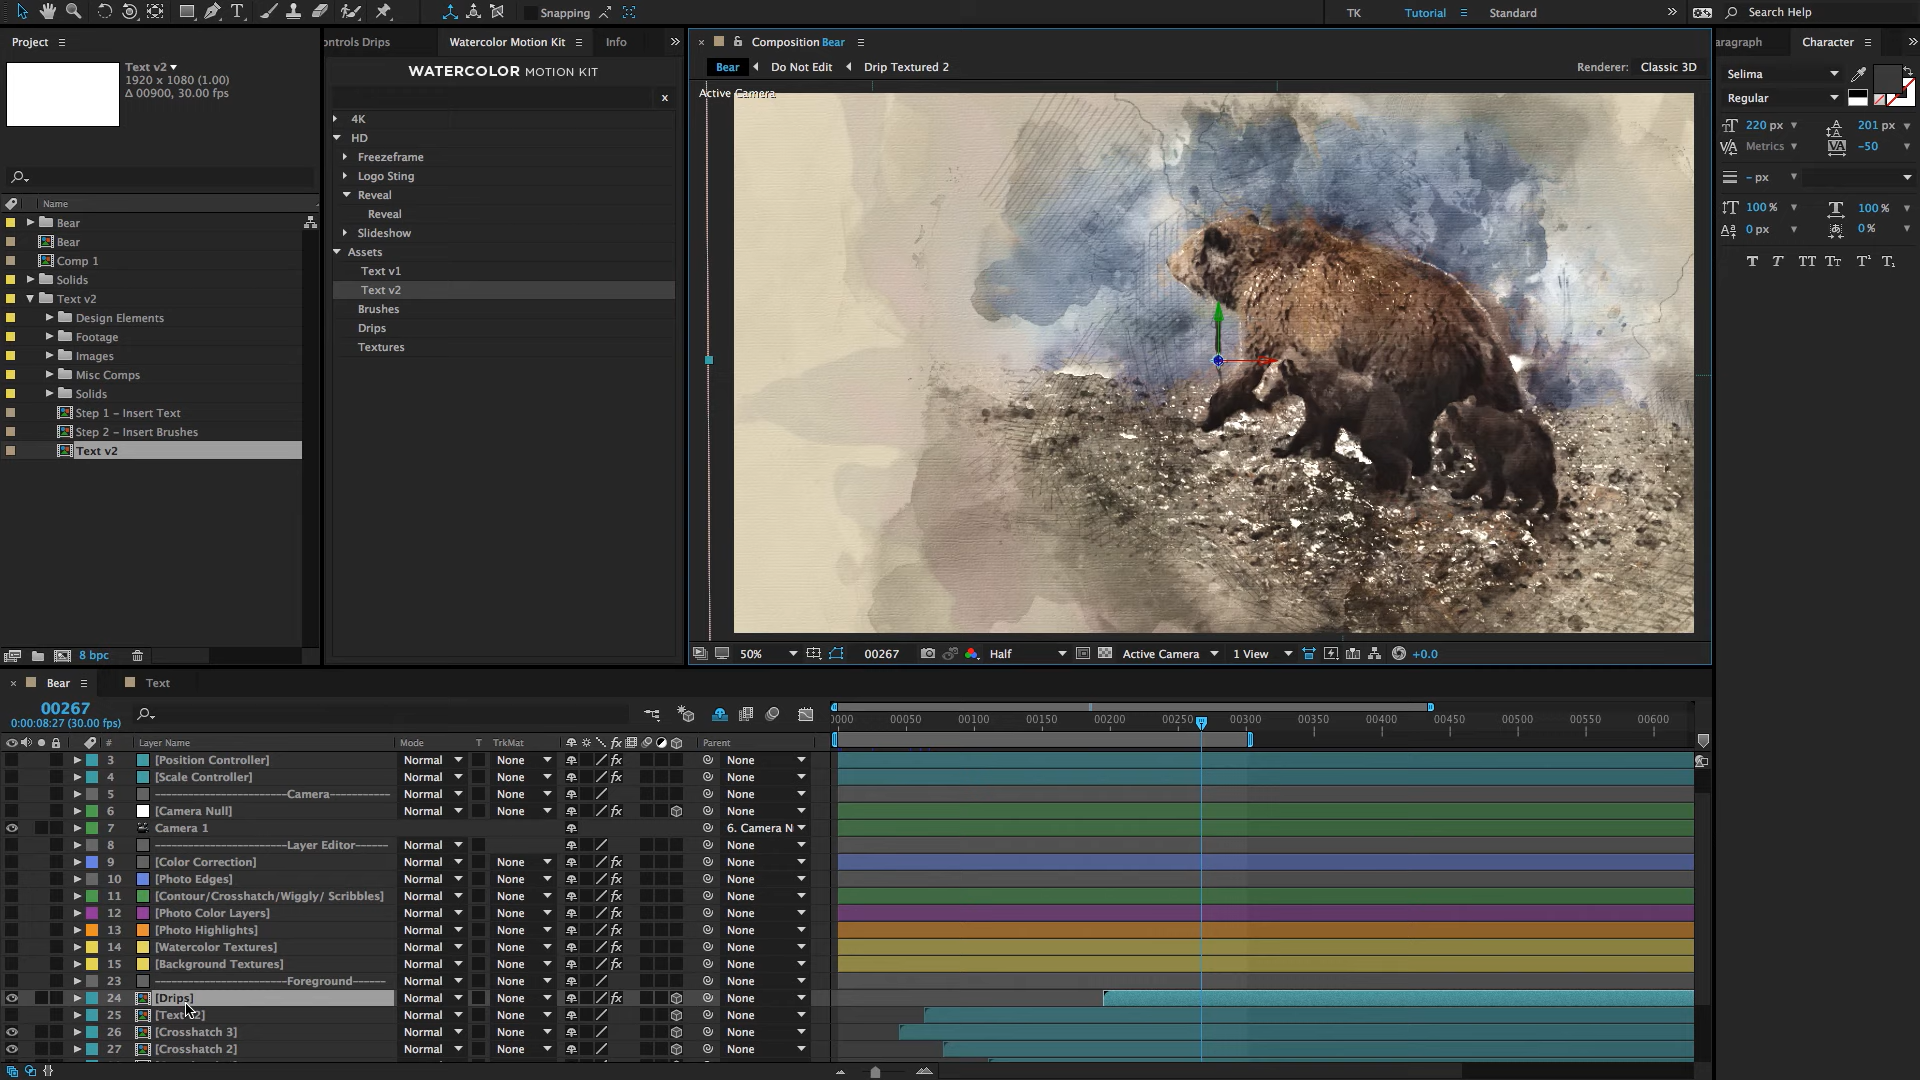 Snapping
TK
Tutorial
Standard
Search Help
Project
ontrols Drips
Watercolor Motion Kit
Info
Composition Bear
aragraph
Character
Text v2
1920 x 1080 (1.00)
Δ 00900, 30.00 fps
WATERCOLOR MOTION KIT
x
Bear
Do Not Edit
Drip Textured 2
Renderer:
Classic 3D
Active Camera
Selima
Regular
220 px
201 px
Metrics
-50
- px
100 %
100 %
0 px
0 %
4K
HD
Freezeframe
Logo Sting
Reveal
Reveal
Slideshow
Assets
Text v1
Text v2
Brushes
Drips
Textures
Name
Bear
Bear
Comp 1
Solids
Text v2
Design Elements
Footage
Images
Misc Comps
Solids
Step 1 – Insert Text
Step 2 – Insert Brushes
Text v2
8 bpc
50%
00267
Half
Active Camera
1 View
+0.0
Bear
Text
00267
0:00:08:27 (30.00 fps)
0000 00050 00100 00150 00200 00250 00300 00350 00400 00450 00500 00550 00600
# Layer Name Mode T TrkMat Parent
3 [Position Controller] Normal None None
4 [Scale Controller] Normal None None
5 ------------------------Camera----------- Normal None None
6 [Camera Null] Normal None None
7 Camera 1 6. Camera N
8 ------------------------Layer Editor------ Normal None
9 [Color Correction] Normal None None
10 [Photo Edges] Normal None None
11 [Contour/Crosshatch/Wiggly/ Scribbles] Normal None None
12 [Photo Color Layers] Normal None None
13 [Photo Highlights] Normal None None
14 [Watercolor Textures] Normal None None
15 [Background Textures] Normal None None
23 ------------------------Foreground------ Normal None None
24 [Drips] Normal None None
25 [Text v2] Normal None None
26 [Crosshatch 3] Normal None None
27 [Crosshatch 2] Normal None None